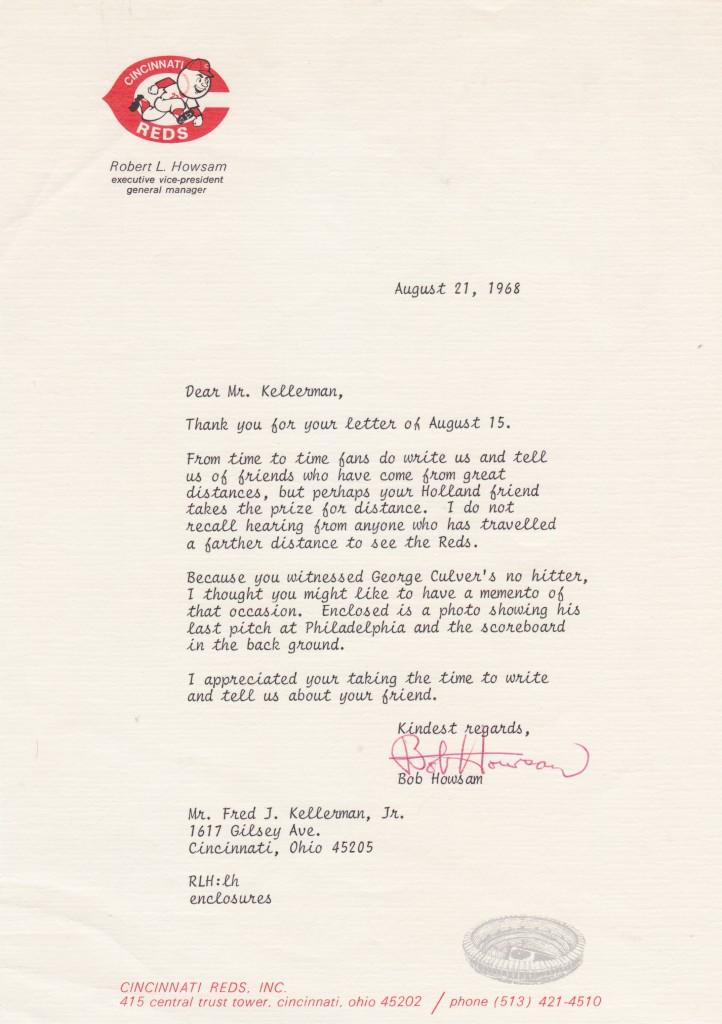 CINCINNATI
REDS
Robert L. Howsam
executive vice-president
general manager
August 21, 1968
Dear Mr. Kellerman,
Thank you for your letter of August 15.
From time to time fans do write us and tell
us of friends who have come from great
distances, but perhaps your Holland friend
takes the prize for distance. I do not
recall hearing from anyone who has travelled
a farther distance to see the Reds.
Because you witnessed George Culver's no hitter,
I thought you might like to have a memento of
that occasion. Enclosed is a photo showing his
last pitch at Philadelphia and the scoreboard
in the back ground.
I appreciated your taking the time to write
and tell us about your friend.
Kindest regards,
Bob Howsam
Bob Howsam
Mr. Fred J. Kellerman, Jr.
1617 Gilsey Ave.
Cincinnati, Ohio 45205
RLH:lh
enclosures
CINCINNATI REDS, INC.
415 central trust tower, cincinnati, ohio 45202 / phone (513) 421-4510